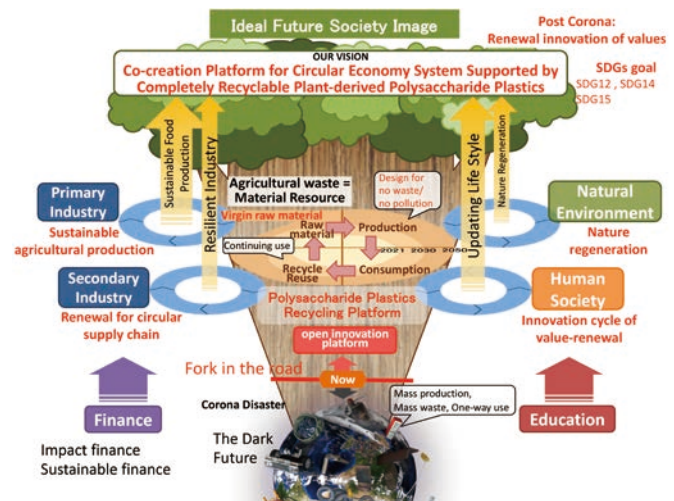 Ideal Future Society Image
Post Corona:
Renewal innovation of values
OUR VISION
Co-creation Platform for Circular Economy System Supported by
Completely Recyclable Plant-derived Polysaccharide Plastics
SDGs goal
SDG12 , SDG14
SDG15
Sustainable Food
Production
Resilient Industry
Updating Life Style
Nature Regeneration
Agricultural waste =
Material Resource
Design for
no waste/
no pollution
Primary
Industry
Sustainable
agricultural production
Natural
Environment
Nature
regeneration
Virgin raw material
Raw
material
Production
Continuing use
2021 2030 2050
Recycle
Reuse
Consumption
Secondary
Industry
Renewal for circular
supply chain
Human
Society
Innovation cycle of
value-renewal
Polysaccharide Plastics
Recycling Platform
open innovation
platform
Fork in the road
Now
Corona Disaster
Mass production,
Mass waste, One-way use
Finance
Impact finance
Sustainable finance
Education
The Dark
Future